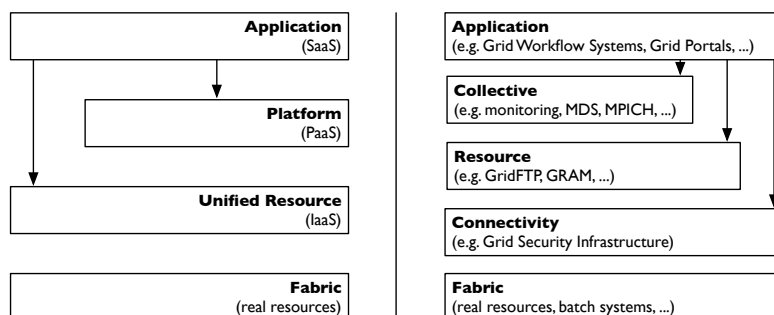 Application
(SaaS)
Platform
(PaaS)
Unified Resource
(IaaS)
Fabric
(real resources)
Application
(e.g. Grid Workflow Systems, Grid Portals, ...)
Collective
(e.g. monitoring, MDS, MPICH, ...)
Resource
(e.g. GridFTP, GRAM, ...)
Connectivity
(e.g. Grid Security Infrastructure)
Fabric
(real resources, batch systems, ...)